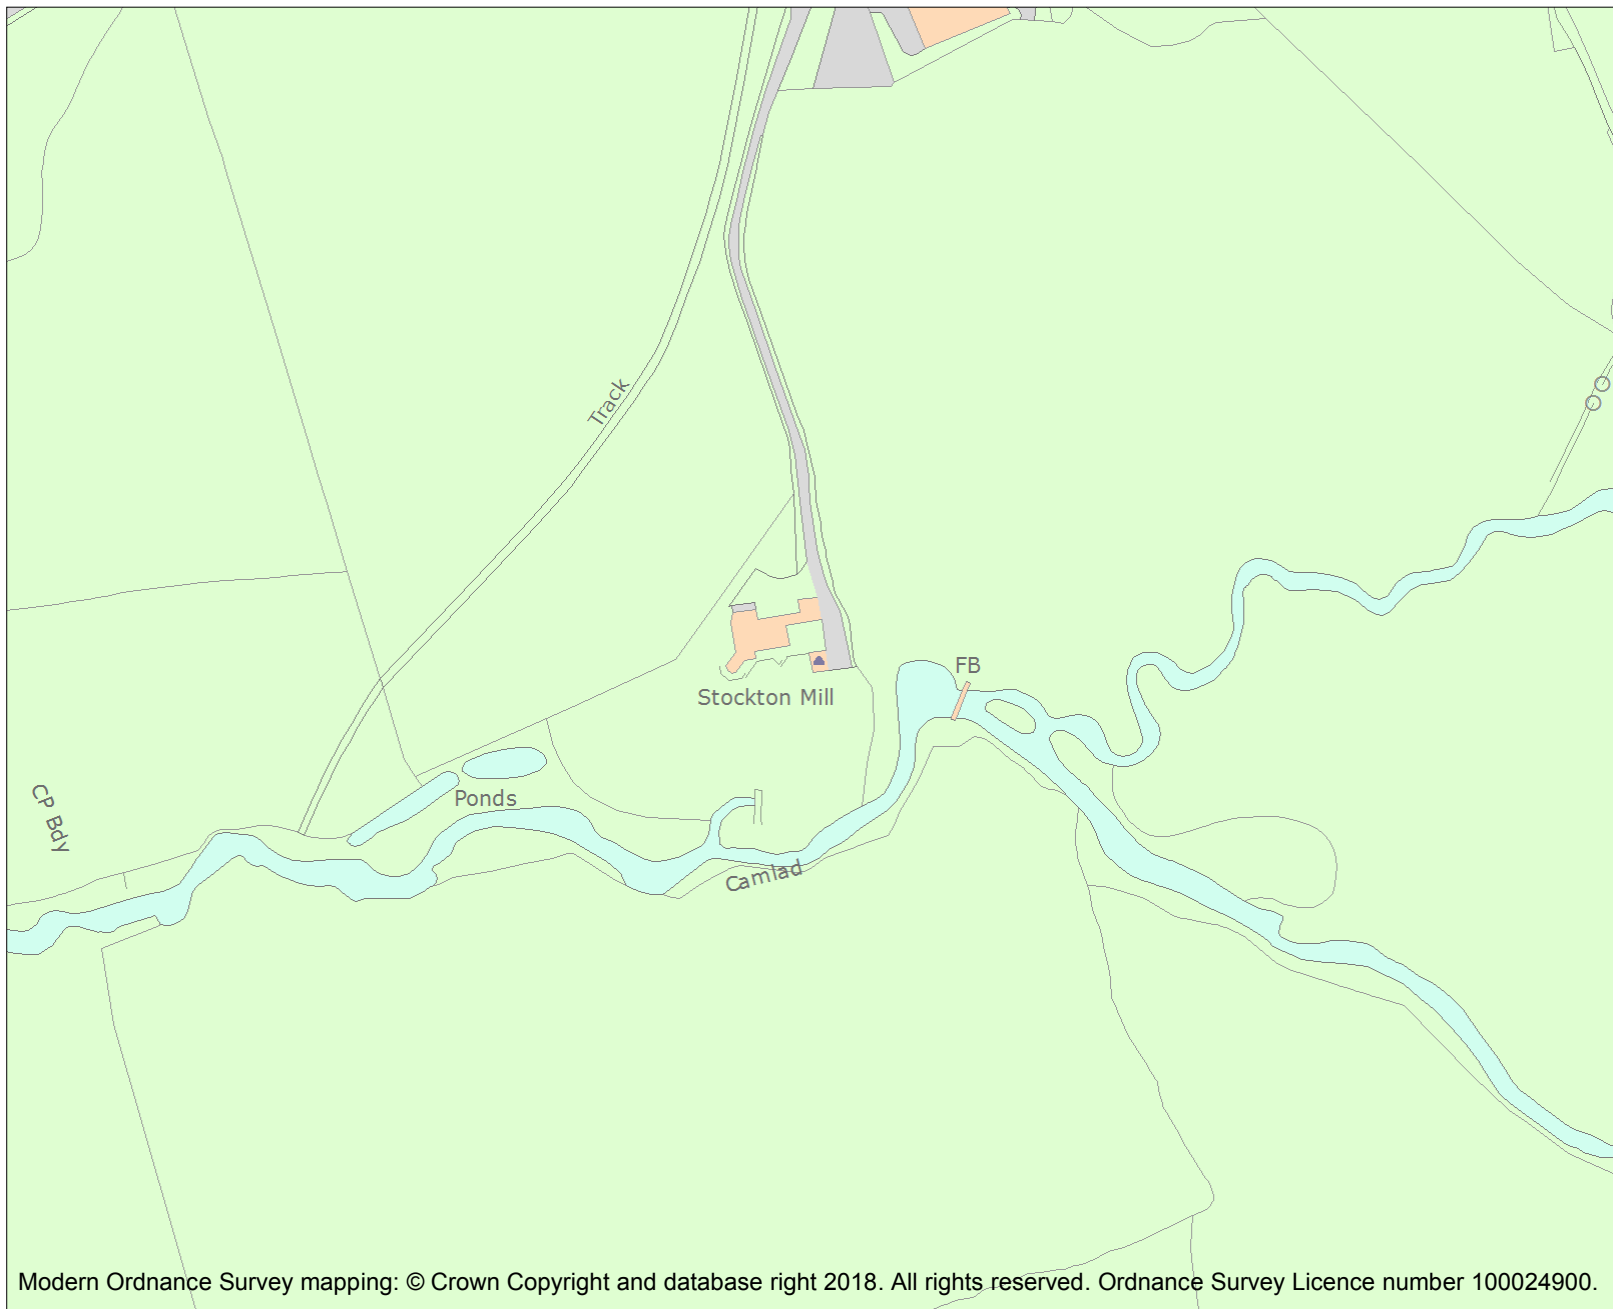 Track
FB
Stockton Mill
Ponds
CP Bdy
Camlad
Modern Ordnance Survey mapping: © Crown Copyright and database right 2018. All rights reserved. Ordnance Survey Licence number 100024900.